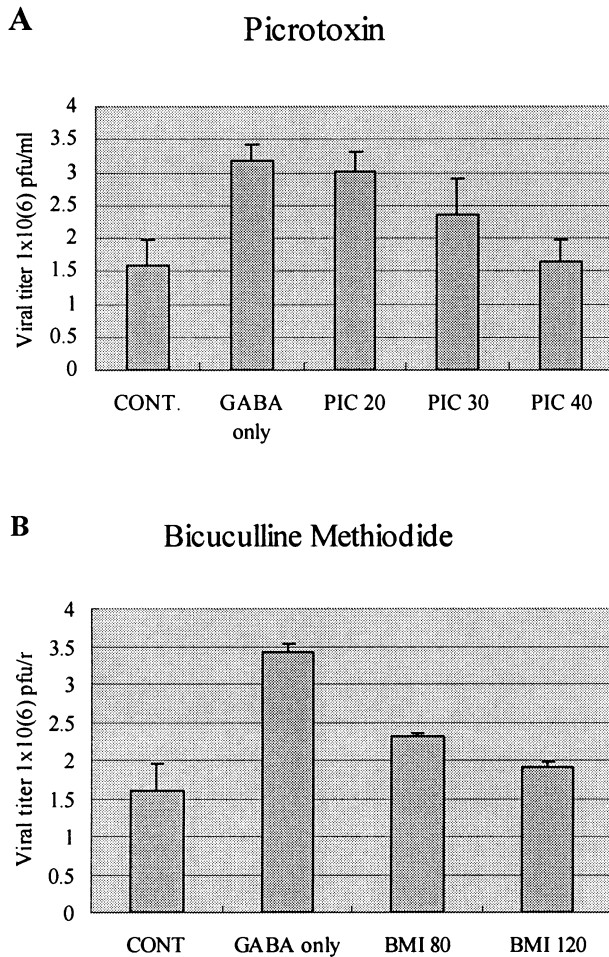 A
Picrotoxin
Viral titer 1x10(6) pfu/ml
4
3.5
3
2.5
2
1.5
1
0.5
0
CONT.
GABA only
PIC 20
PIC 30
PIC 40
B
Bicuculline Methiodide
Viral titer 1x10(6) pfu/r
4
3.5
3
2.5
2
1.5
1
0.5
0
CONT
GABA only
BMI 80
BMI 120